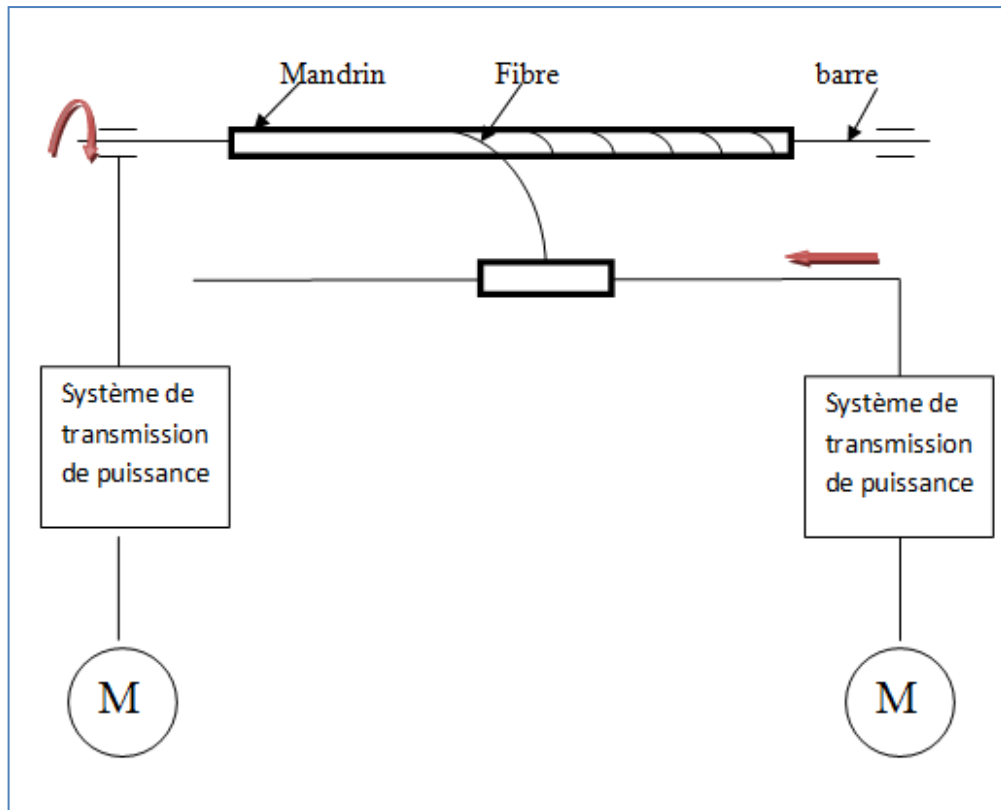 Mandrin
Fibre
barre
Système de
transmission
de puissance
Système de
transmission
de puissance
M
M